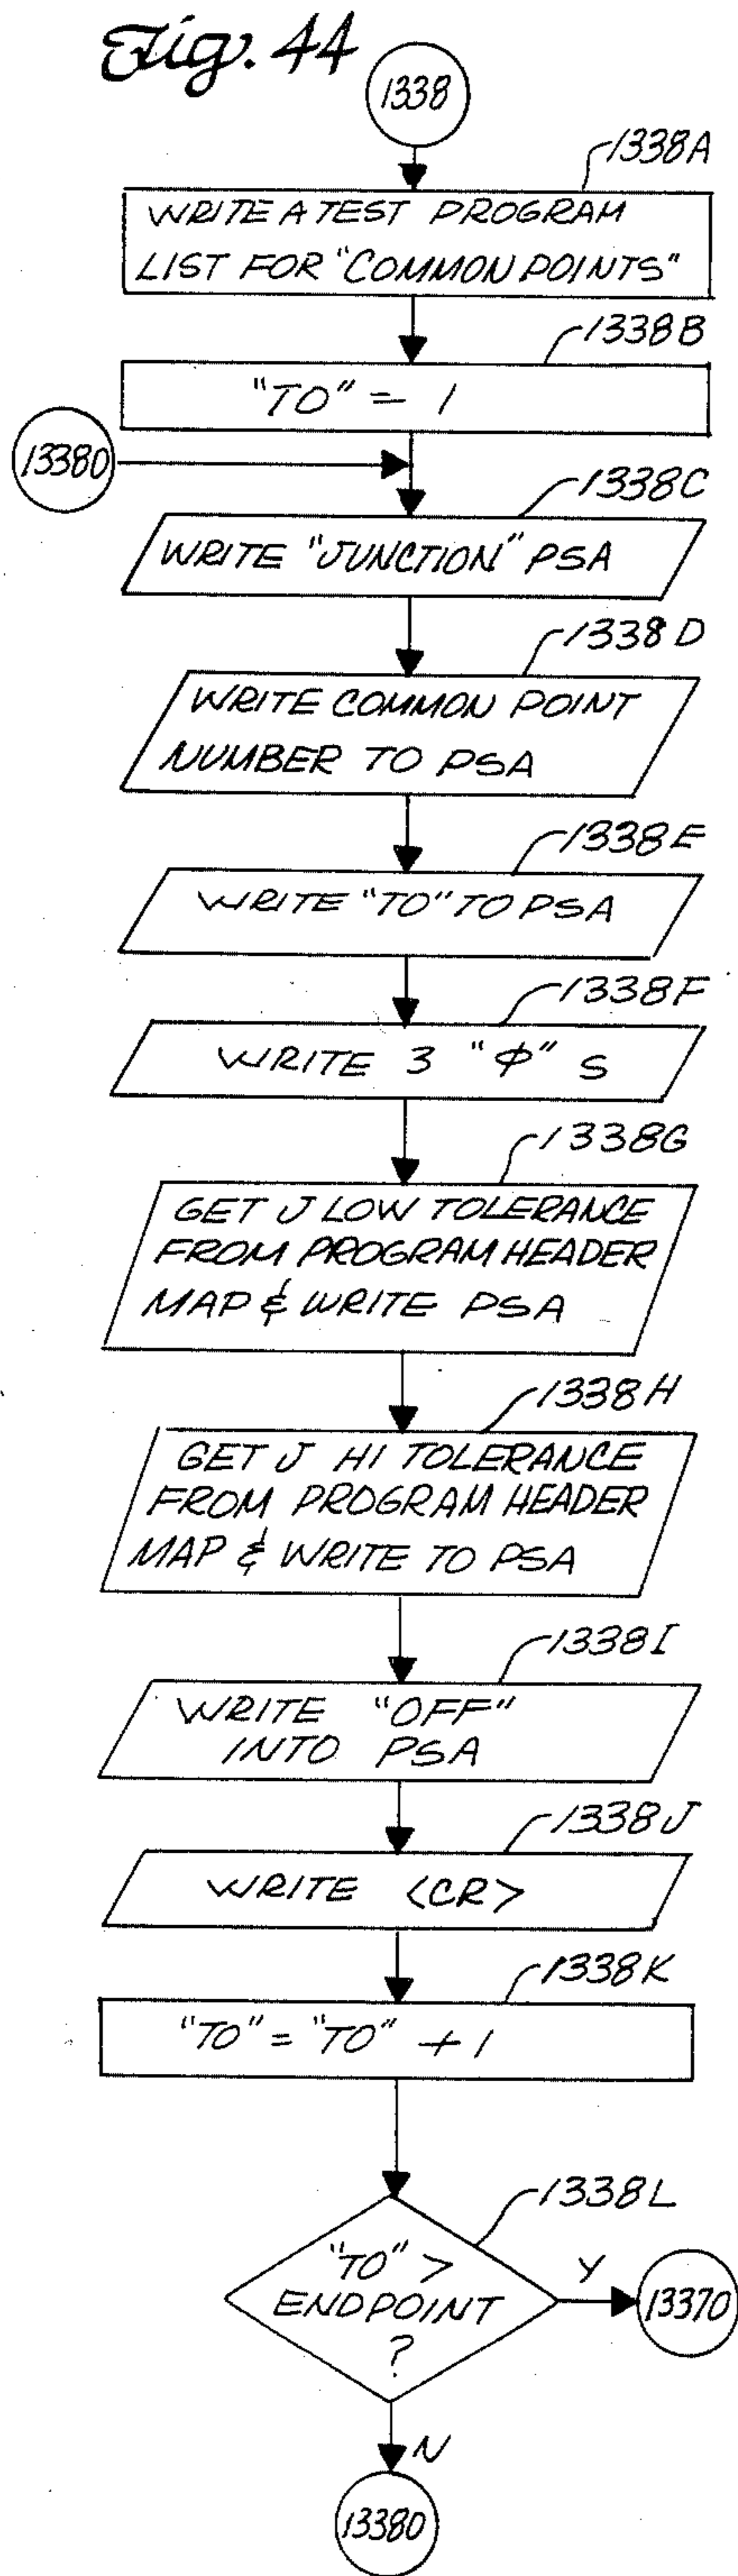 Fig. 44
1338
1338A
WRITE A TEST PROGRAM
LIST FOR "COMMON POINTS"
1338B
"TO" = 1
13380
1338C
WRITE "JUNCTION" PSA
1338D
WRITE COMMON POINT
NUMBER TO PSA
1338E
WRITE "TO" TO PSA
1338F
WRITE 3 "Φ" S
1338G
GET J LOW TOLERANCE
FROM PROGRAM HEADER
MAP & WRITE PSA
1338H
GET J HI TOLERANCE
FROM PROGRAM HEADER
MAP & WRITE TO PSA
1338I
WRITE "OFF"
INTO PSA
1338J
WRITE <CR>
1338K
"TO" = "TO" + 1
1338L
"TO" >
ENDPOINT
?
Y
13370
N
13380